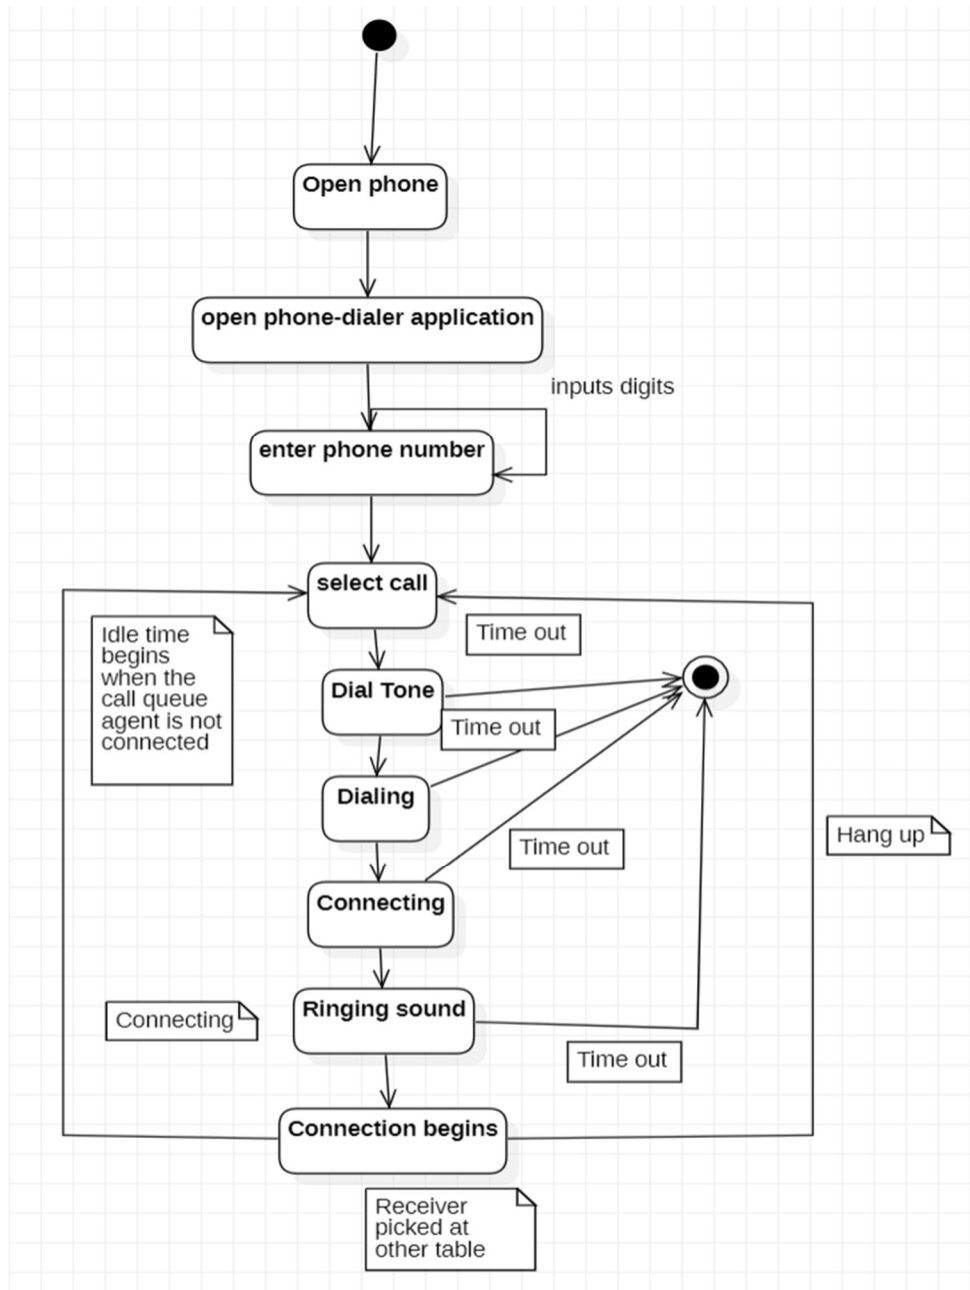 Open phone
open phone-dialer application
inputs digits
enter phone number
select call
Time out
Idle time
begins
when the
call queue
agent is not
connected
Dial Tone
Time out
Dialing
Hang up
Time out
Connecting
Ringing sound
Connecting
Time out
Connection begins
Receiver
picked at
other table